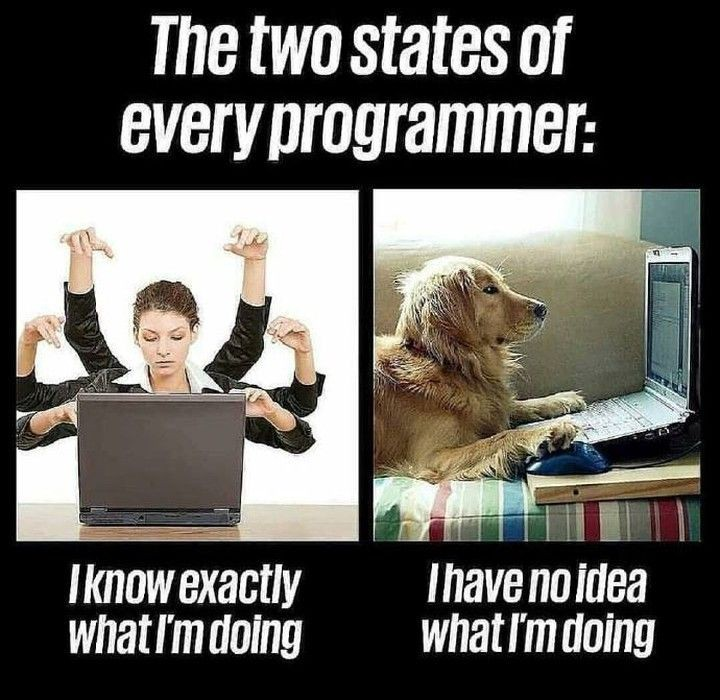 The two states of
every programmer:
I know exactly
what I'm doing
I have no idea
what I'm doing